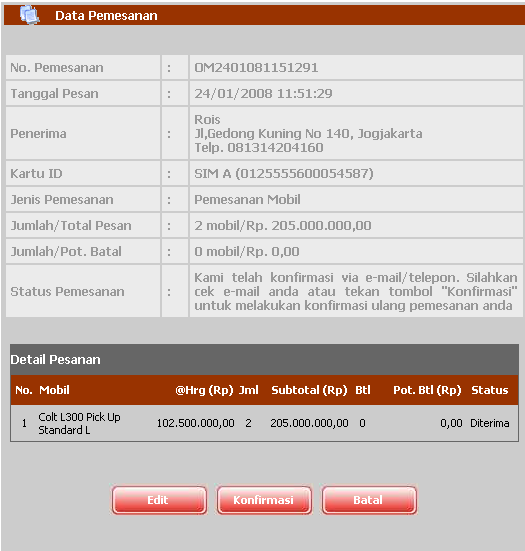 Data Pemesanan
No. Pemesanan : OM2401081151291
Tanggal Pesan : 24/01/2008 11:51:29
Penerima : Rois
Jl,Gedong Kuning No 140, Jogjakarta
Telp. 081314204160
Kartu ID : SIM A (0125555600054587)
Jenis Pemesanan : Pemesanan Mobil
Jumlah/Total Pesan : 2 mobil/Rp. 205.000.000,00
Jumlah/Pot. Batal : 0 mobil/Rp. 0,00
Status Pemesanan : Kami telah konfirmasi via e-mail/telepon. Silahkan
cek e-mail anda atau tekan tombol "Konfirmasi"
untuk melakukan konfirmasi ulang pemesanan anda
Detail Pesanan
No. Mobil @Hrg (Rp) Jml Subtotal (Rp) Btl Pot. Btl (Rp) Status
1 Colt L300 Pick Up Standard L 102.500.000,00 2 205.000.000,00 0 0,00 Diterima
Edit Konfirmasi Batal